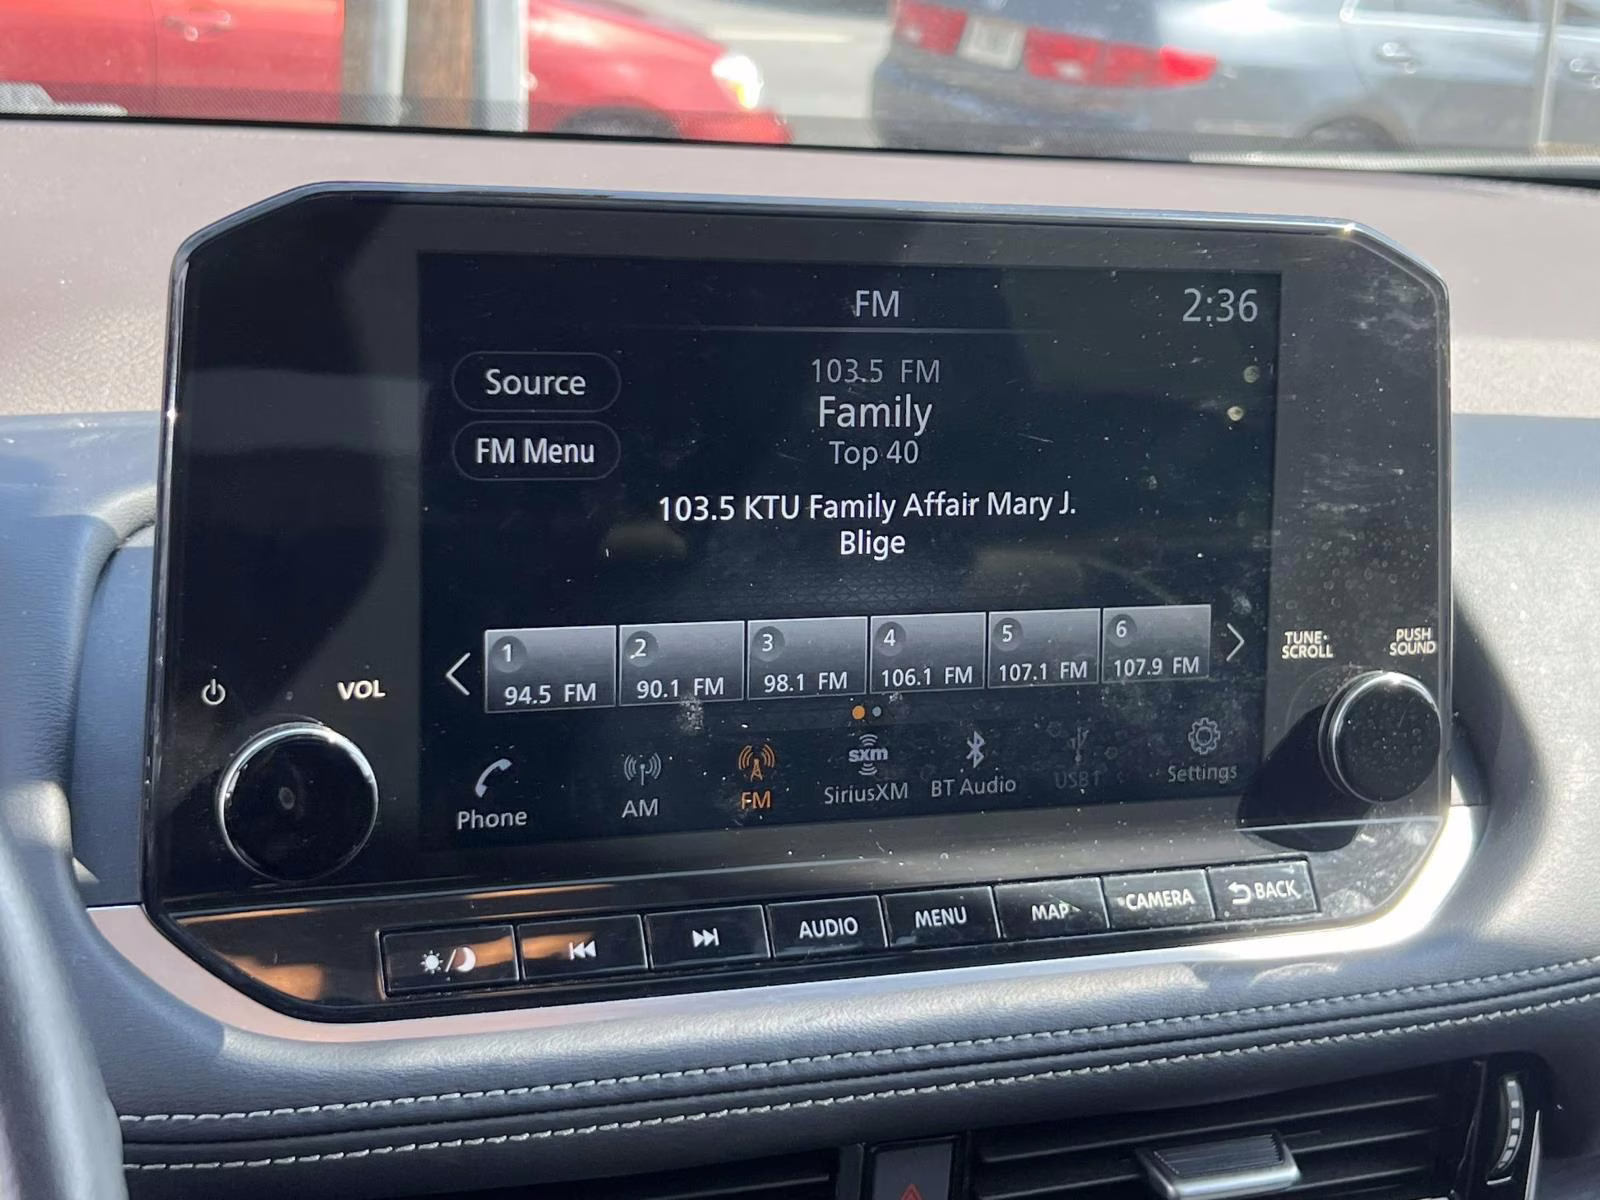 FM
2:36
Source
103.5 FM
Family
FM Menu
Top 40
103.5 KTU Family Affair Mary J.
Blige
TUNE·
SCROLL
PUSH
SOUND
1
2
3
4
5
6
94.5 FM
90.1 FM
98.1 FM
106.1 FM
107.1 FM
107.9 FM
VOL
Phone
AM
FM
sxm
SiriusXM
BT Audio
USB1
Settings
AUDIO
MENU
MAP
CAMERA
BACK